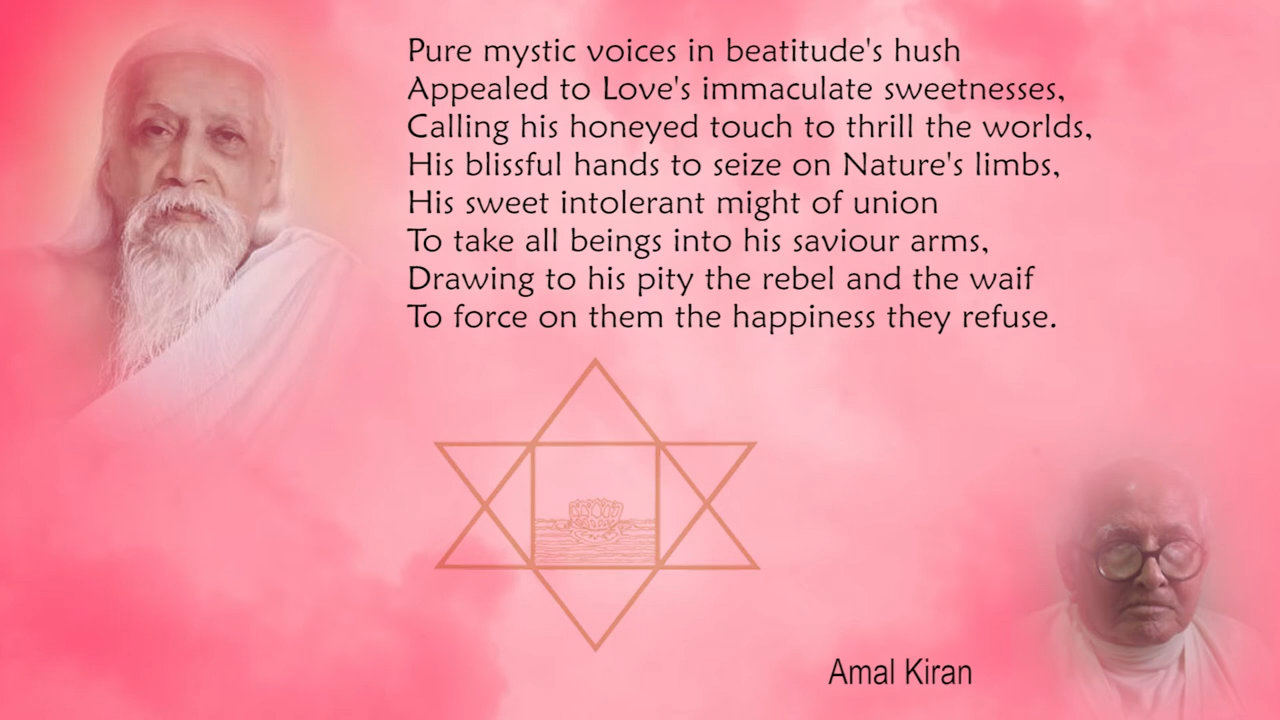 Pure mystic voices in beatitude's hush
Appealed to Love's immaculate sweetnesses,
Calling his honeyed touch to thrill the worlds,
His blissful hands to seize on Nature's limbs,
His sweet intolerant might of union
To take all beings into his saviour arms,
Drawing to his pity the rebel and the waif
To force on them the happiness they refuse.
Amal Kiran